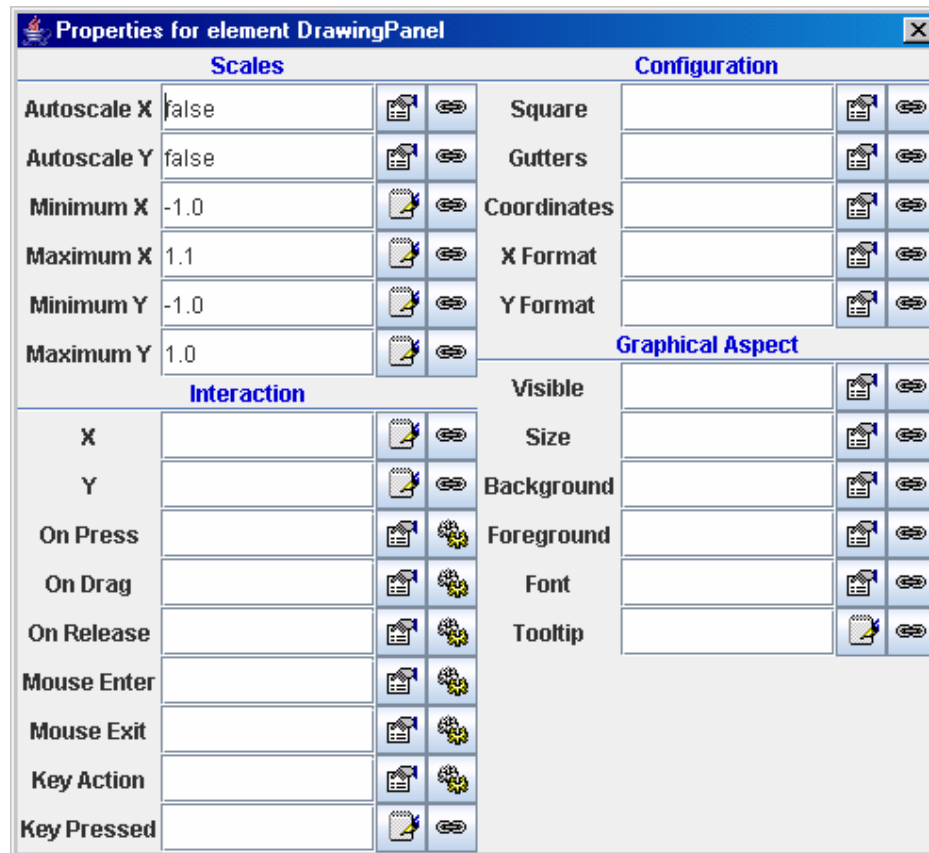 Properties for element DrawingPanel
Scales
Autoscale X false
Autoscale Y false
Minimum X -1.0
Maximum X 1.1
Minimum Y -1.0
Maximum Y 1.0
Interaction
X
Y
On Press
On Drag
On Release
Mouse Enter
Mouse Exit
Key Action
Key Pressed
Configuration
Square
Gutters
Coordinates
X Format
Y Format
Graphical Aspect
Visible
Size
Background
Foreground
Font
Tooltip